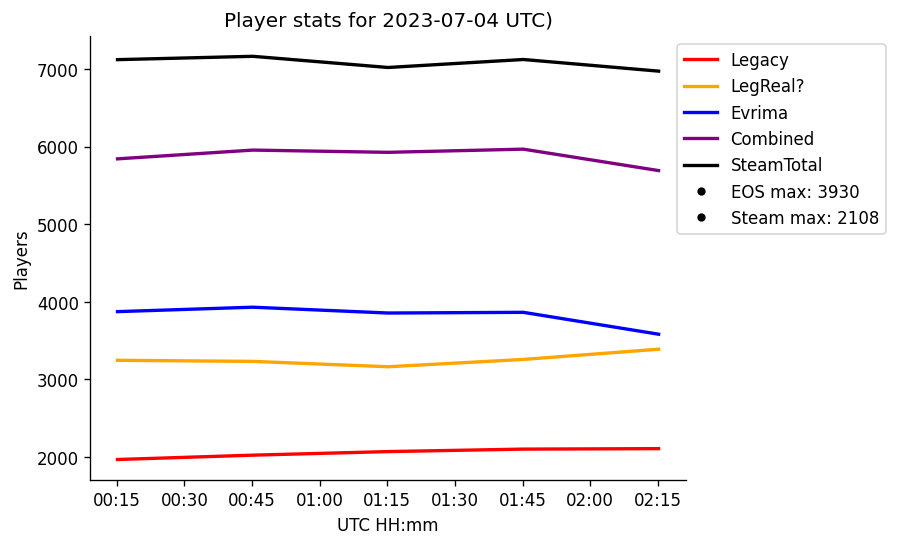 Player stats for 2023-07-04 UTC)
7000
6000
5000
4000
3000
2000
Players
00:15 00:30 00:45 01:00 01:15 01:30 01:45 02:00 02:15
UTC HH:mm
Legacy
LegReal?
Evrima
Combined
SteamTotal
EOS max: 3930
Steam max: 2108